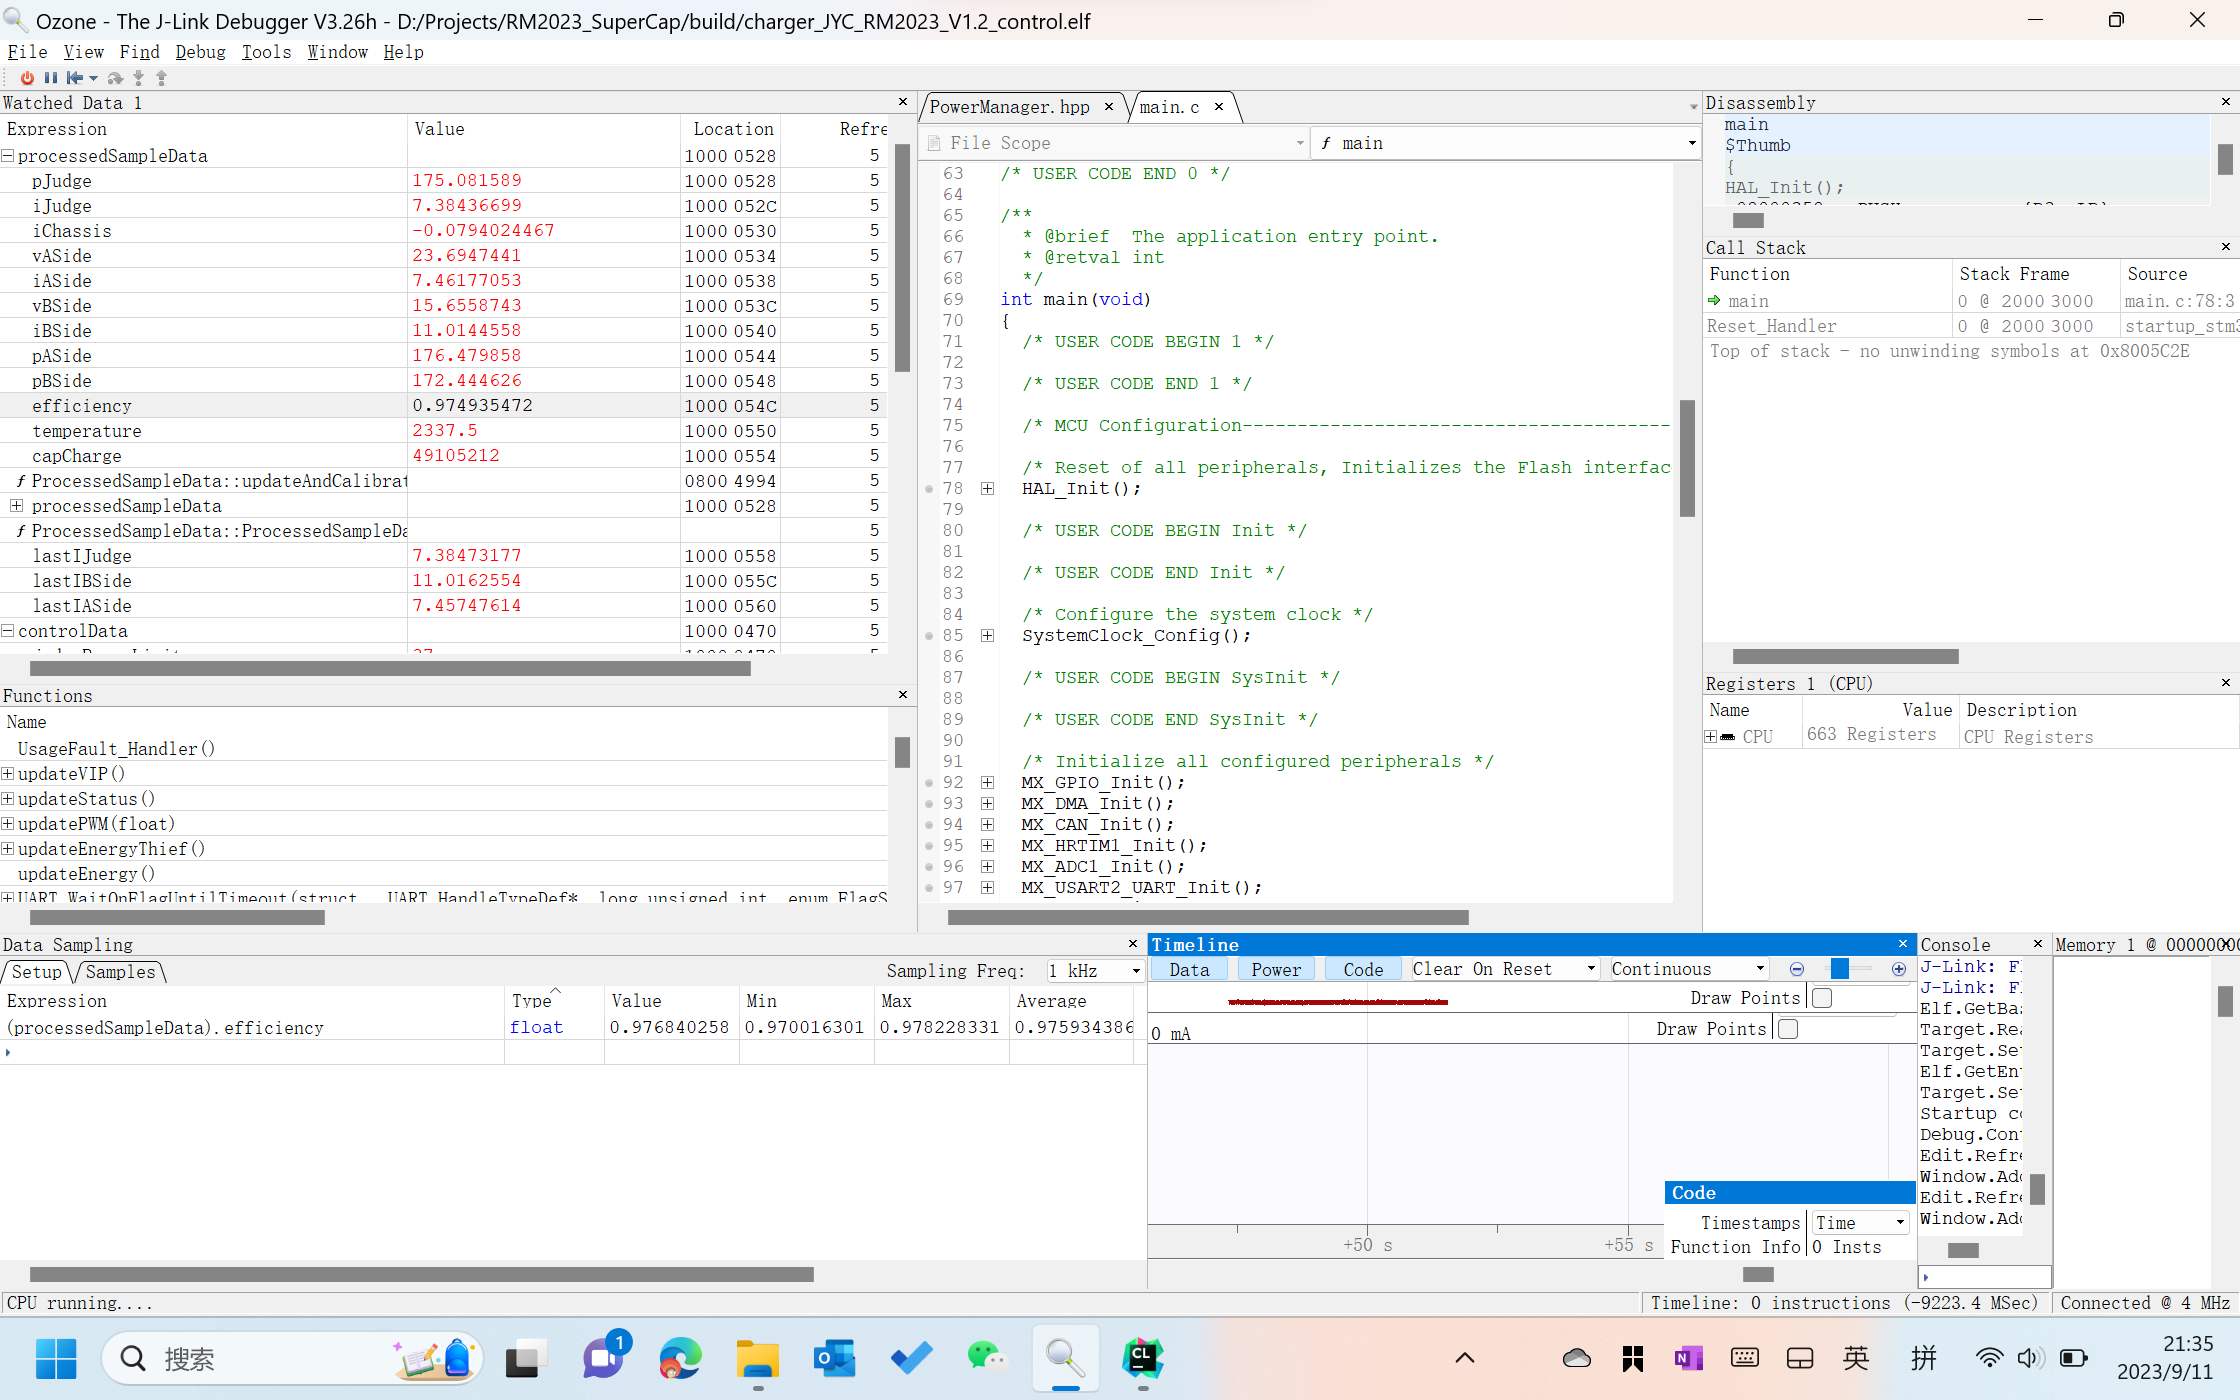 Ozone - The J-Link Debugger V3.26h - D:/Projects/RM2023_SuperCap/build/charger_JYC_RM2023_V1.2_control.elf
File View Find Debug Tools Window Help
Watched Data 1
Expression Value Location Refre
processedSampleData 1000 0528 5
pJudge 175.081589 1000 0528 5
iJudge 7.38436699 1000 052C 5
iChassis -0.0794024467 1000 0530 5
vASide 23.6947441 1000 0534 5
iASide 7.46177053 1000 0538 5
vBSide 15.6558743 1000 053C 5
iBSide 11.0144558 1000 0540 5
pASide 176.479858 1000 0544 5
pBSide 172.444626 1000 0548 5
efficiency 0.974935472 1000 054C 5
temperature 2337.5 1000 0550 5
capCharge 49105212 1000 0554 5
f ProcessedSampleData::updateAndCalibrat 0800 4994 5
processedSampleData 1000 0528 5
f ProcessedSampleData::ProcessedSampleDa 5
lastIJudge 7.38473177 1000 0558 5
lastIBSide 11.0162554 1000 055C 5
lastIASide 7.45747614 1000 0560 5
controlData 1000 0470 5
Functions
Name
UsageFault_Handler()
updateVIP()
updateStatus()
updatePWM(float)
updateEnergyThief()
updateEnergy()
UART_WaitOnFlagUntilTimeout(struct __UART_HandleTypeDef*, long unsigned int, enum FlagS
PowerManager.hpp main.c
File Scope f main
63 /* USER CODE END 0 */
64
65 /**
66 * @brief The application entry point.
67 * @retval int
68 */
69 int main(void)
70 {
71 /* USER CODE BEGIN 1 */
72
73 /* USER CODE END 1 */
74
75 /* MCU Configuration---------------------------------------
76
77 /* Reset of all peripherals, Initializes the Flash interfac
78 HAL_Init();
79
80 /* USER CODE BEGIN Init */
81
82 /* USER CODE END Init */
83
84 /* Configure the system clock */
85 SystemClock_Config();
86
87 /* USER CODE BEGIN SysInit */
88
89 /* USER CODE END SysInit */
90
91 /* Initialize all configured peripherals */
92 MX_GPIO_Init();
93 MX_DMA_Init();
94 MX_CAN_Init();
95 MX_HRTIM1_Init();
96 MX_ADC1_Init();
97 MX_USART2_UART_Init();
Disassembly
main
$Thumb
{
HAL_Init();
Call Stack
Function Stack Frame Source
main 0 @ 2000 3000 main.c:78:3
Reset_Handler 0 @ 2000 3000 startup_stm3
Top of stack - no unwinding symbols at 0x8005C2E
Registers 1 (CPU)
Name Value Description
CPU 663 Registers CPU Registers
Data Sampling
Setup Samples Sampling Freq: 1 kHz
Expression Type Value Min Max Average
(processedSampleData).efficiency float 0.976840258 0.970016301 0.978228331 0.975934386
Timeline
Data Power Code Clear On Reset Continuous
Draw Points
0 mA Draw Points
Code
Timestamps Time
Function Info 0 Insts
+50 s +55 s
Console
J-Link: F
J-Link: F
Elf.GetBa
Target.Re
Target.Se
Elf.GetEn
Target.Se
Startup c
Debug.Con
Edit.Refr
Window.Ad
Edit.Refr
Window.Ad
Memory 1 @ 0000000
CPU running....
Timeline: 0 instructions (-9223.4 MSec) Connected @ 4 MHz
搜索
1
CL
英 拼
21:35
2023/9/11